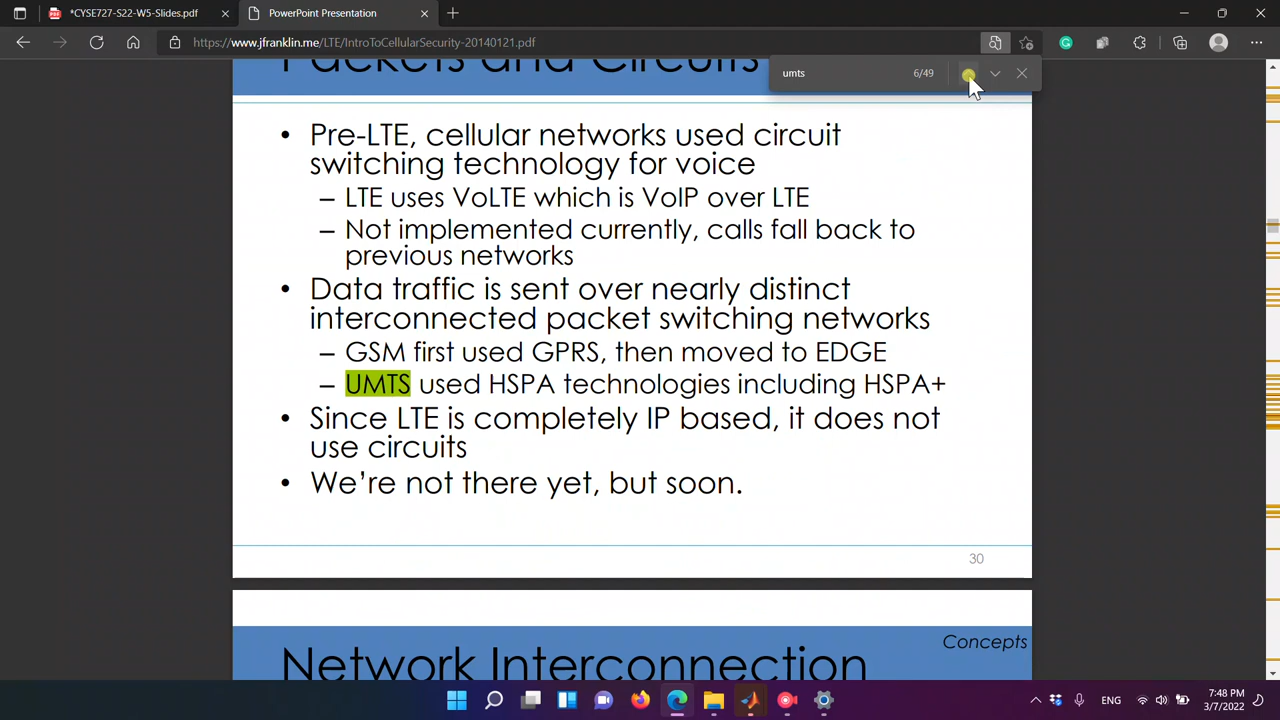 *CYSE727-S22-W5-Slides.pdf
PowerPoint Presentation
https://www.jfranklin.me/LTE/IntroToCellularSecurity-20140121.pdf
umts
6/49
Packets and Circuits
• Pre-LTE, cellular networks used circuit
switching technology for voice
– LTE uses VoLTE which is VoIP over LTE
– Not implemented currently, calls fall back to
previous networks
• Data traffic is sent over nearly distinct
interconnected packet switching networks
– GSM first used GPRS, then moved to EDGE
– UMTS used HSPA technologies including HSPA+
• Since LTE is completely IP based, it does not
use circuits
• We're not there yet, but soon.
30
Concepts
Network Interconnection
ENG
7:48 PM
3/7/2022